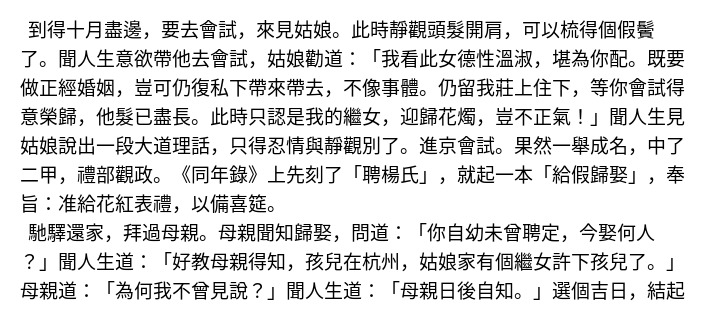 到得十月盡邊，要去會試，來見姑娘。此時靜觀頭髮開肩，可以梳得個假鬢
了。聞人生意欲帶他去會試，姑娘勸道：「我看此女德性溫淑，堪為你配。既要
做正經婚姻，豈可仍復私下帶來帶去，不像事體。仍留我莊上住下，等你會試得
意榮歸，他髮已盡長。此時只認是我的繼女，迎歸花燭，豈不正氣！」聞人生見
姑娘說出一段大道理話，只得忍情與靜觀別了。進京會試。果然一舉成名，中了
二甲，禮部觀政。《同年錄》上先刻了「聘楊氏」，就起一本「給假歸娶」，奉
旨：准給花紅表禮，以備喜筵。
馳驛還家，拜過母親。母親聞知歸娶，問道：「你自幼未曾聘定，今娶何人
？」聞人生道：「好教母親得知，孩兒在杭州，姑娘家有個繼女許下孩兒了。」
母親道：「為何我不曾見說？」聞人生道：「母親日後自知。」選個吉日，結起